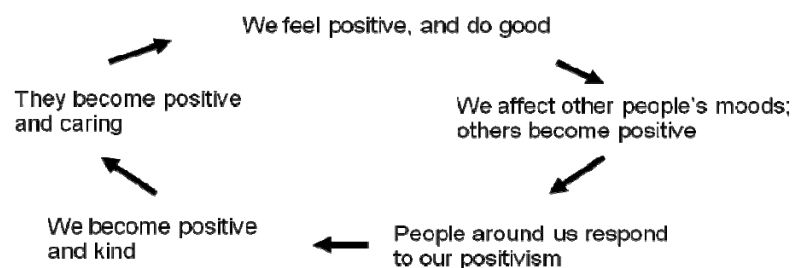 We feel positive, and do good
We affect other people's moods;
others become positive
People around us respond
to our positivism
We become positive
and kind
They become positive
and caring